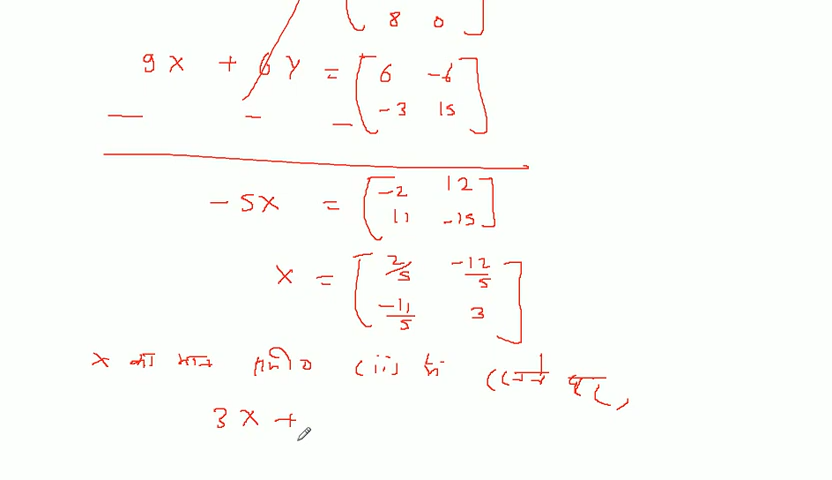 8 0
9x + 6y = [ 6 -6
-3 15 ]
— - —
-5x = [ -2 12
11 -15 ]
x = [ 2/5 -12/5
-11/5 3 ]
x का मान समी० (ii) में रखने पर,
3x +